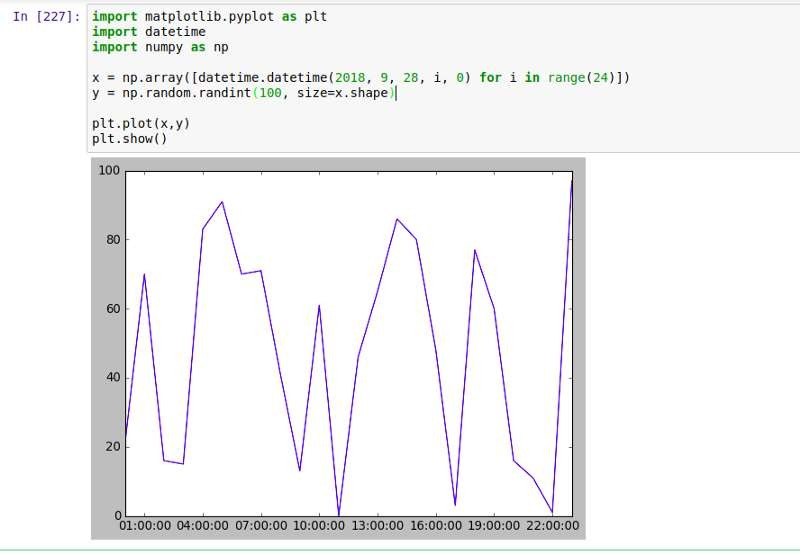 In [227]: import matplotlib.pyplot as plt
import datetime
import numpy as np
x = np.array([datetime.datetime(2018, 9, 28, i, 0) for i in range(24)])
y = np.random.randint(100, size=x.shape)
plt.plot(x,y)
plt.show()
100
80
60
40
20
0
01:00:00 04:00:00 07:00:00 10:00:00 13:00:00 16:00:00 19:00:00 22:00:00